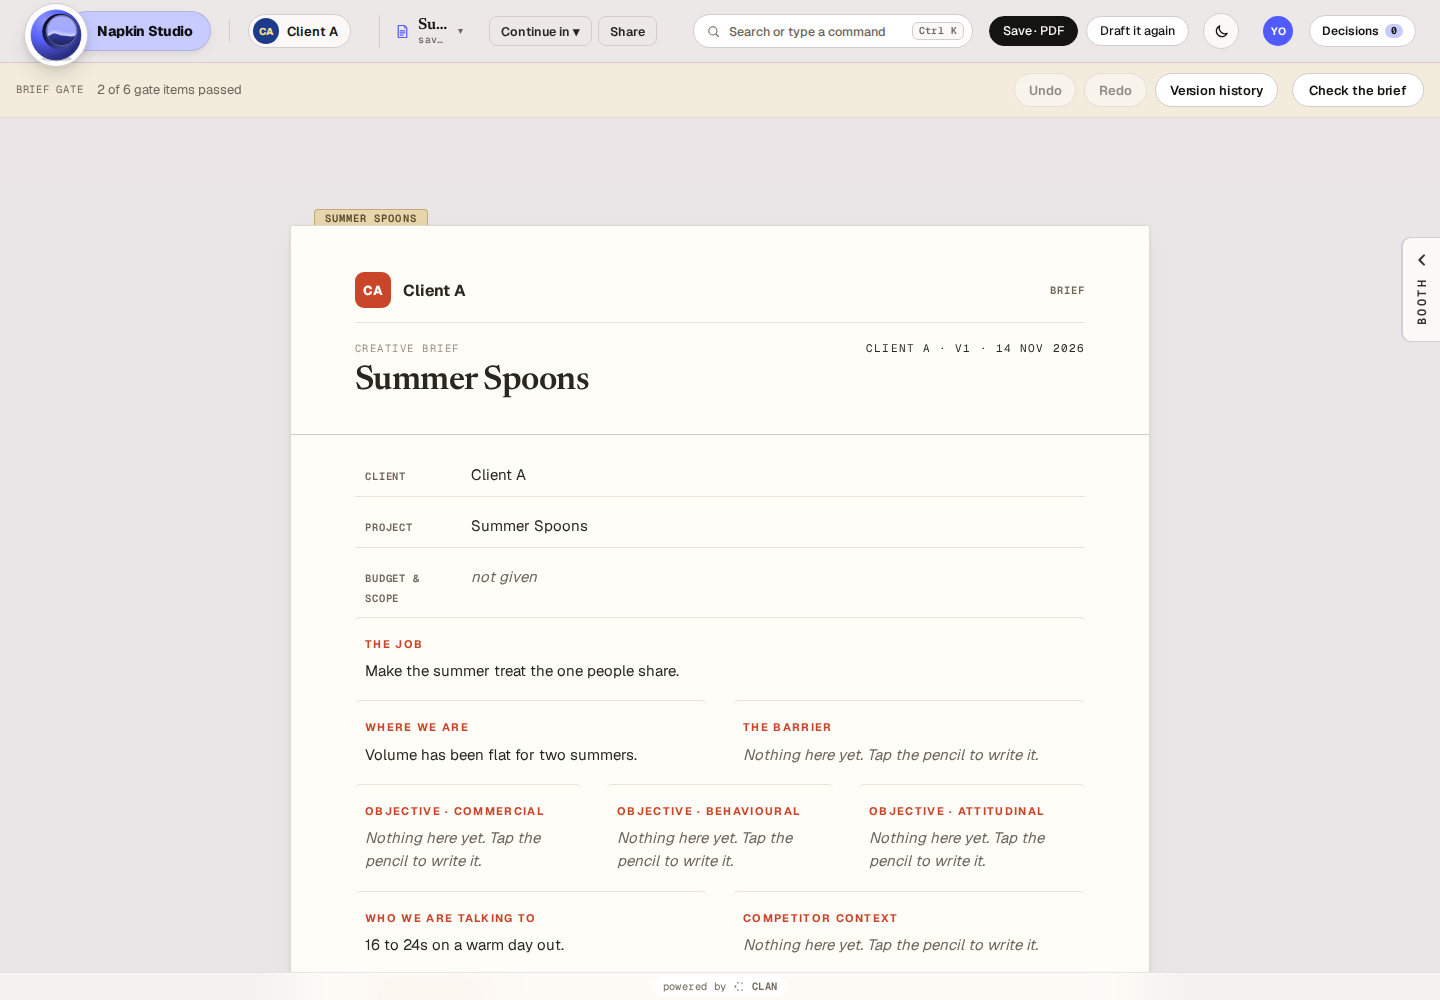 Napkin Studio
CA Client A
Su...
sav...
Continue in ▾
Share
Search or type a command Ctrl K
Save · PDF
Draft it again
YO
Decisions 0
BRIEF GATE 2 of 6 gate items passed
Undo
Redo
Version history
Check the brief
SUMMER SPOONS
CA Client A
BRIEF
CREATIVE BRIEF
CLIENT A · V1 · 14 NOV 2026
Summer Spoons
CLIENT Client A
PROJECT Summer Spoons
BUDGET & SCOPE not given
THE JOB
Make the summer treat the one people share.
WHERE WE ARE
Volume has been flat for two summers.
THE BARRIER
Nothing here yet. Tap the pencil to write it.
OBJECTIVE · COMMERCIAL
Nothing here yet. Tap the
pencil to write it.
OBJECTIVE · BEHAVIOURAL
Nothing here yet. Tap the
pencil to write it.
OBJECTIVE · ATTITUDINAL
Nothing here yet. Tap the
pencil to write it.
WHO WE ARE TALKING TO
16 to 24s on a warm day out.
COMPETITOR CONTEXT
Nothing here yet. Tap the pencil to write it.
BOOTH
powered by CLAN